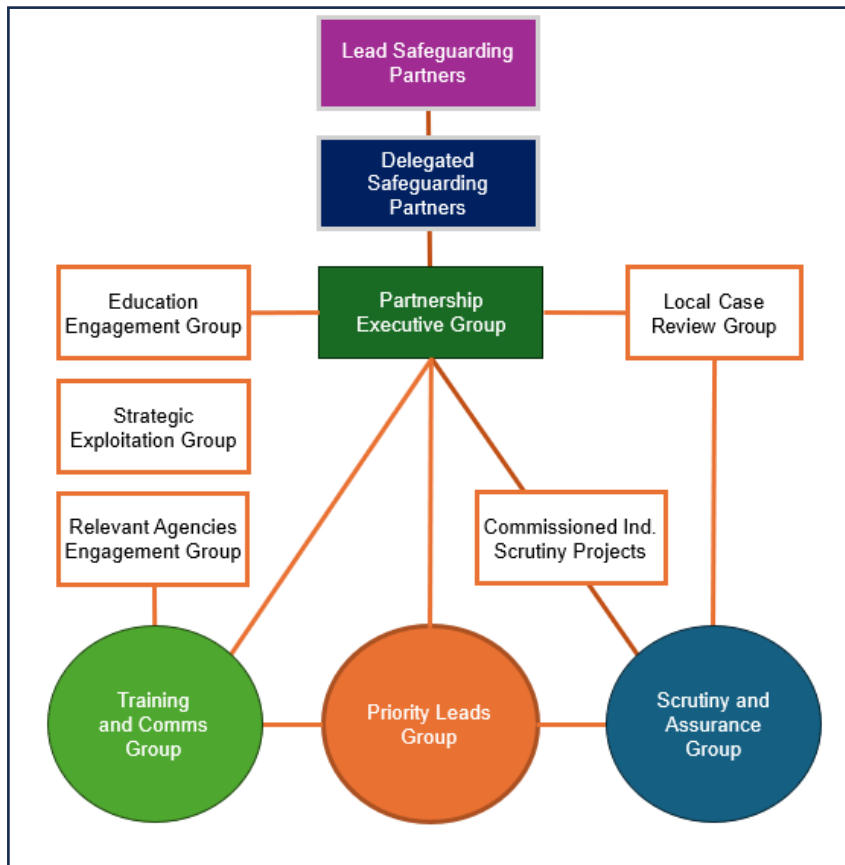 Lead Safeguarding
Partners
Delegated
Safeguarding
Partners
Education
Engagement Group
Partnership
Executive Group
Local Case
Review Group
Strategic
Exploitation Group
Relevant Agencies
Engagement Group
Commissioned Ind.
Scrutiny Projects
Training
and Comms
Group
Priority Leads
Group
Scrutiny and
Assurance
Group